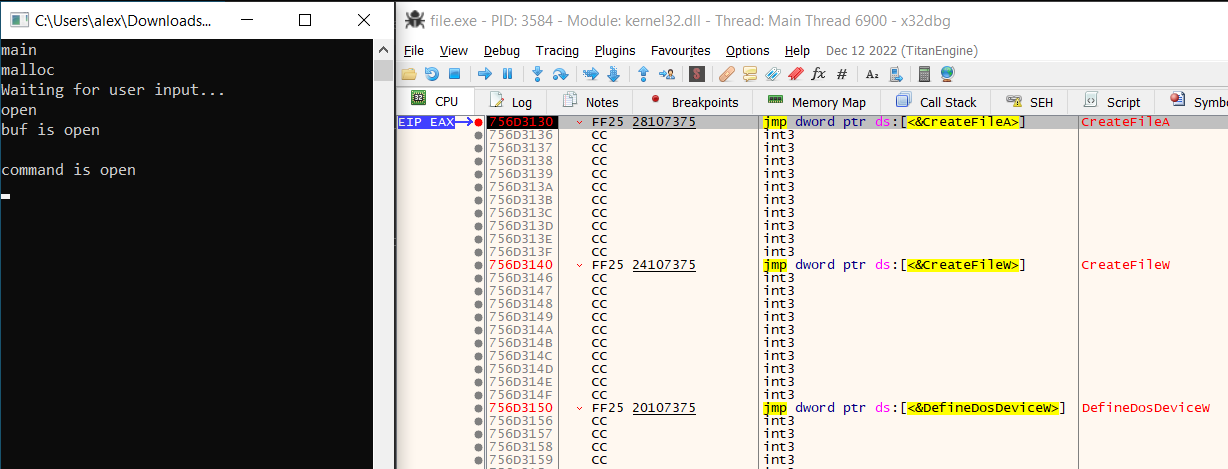 C:\Users\alex\Downloads...
main
malloc
Waiting for user input...
open
buf is open
command is open
file.exe - PID: 3584 - Module: kernel32.dll - Thread: Main Thread 6900 - x32dbg
File View Debug Tracing Plugins Favourites Options Help Dec 12 2022 (TitanEngine)
CPU Log Notes Breakpoints Memory Map Call Stack SEH Script Symbo
EIP EAX 756D3130 FF25 28107375 jmp dword ptr ds:[<&CreateFileA>] CreateFileA
756D3136 CC int3
756D3137 CC int3
756D3138 CC int3
756D3139 CC int3
756D313A CC int3
756D313B CC int3
756D313C CC int3
756D313D CC int3
756D313E CC int3
756D313F CC int3
756D3140 FF25 24107375 jmp dword ptr ds:[<&CreateFileW>] CreateFileW
756D3146 CC int3
756D3147 CC int3
756D3148 CC int3
756D3149 CC int3
756D314A CC int3
756D314B CC int3
756D314C CC int3
756D314D CC int3
756D314E CC int3
756D314F CC int3
756D3150 FF25 20107375 jmp dword ptr ds:[<&DefineDosDeviceW>] DefineDosDeviceW
756D3156 CC int3
756D3157 CC int3
756D3158 CC int3
756D3159 CC int3